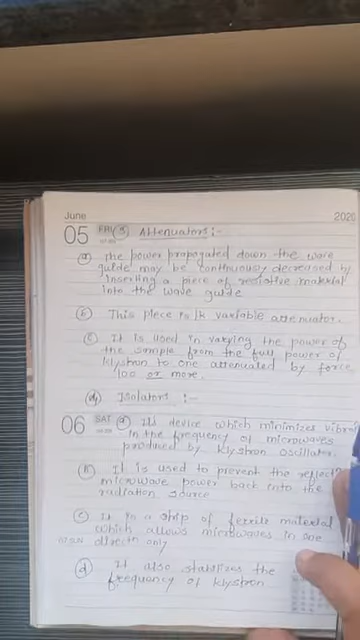 June 2026
05 FRI (3) Attenuators :-
(a) The power propagated down the wave
guide may be continuously decreased by
inserting a piece of resistive material
into the wave guide
(b) This piece is variable attenuator.
(c) It is used in varying the power of
the sample from the full power of
klystron to one attenuated by force
100 or more.
(4) Isolators :-
06 SAT (a) Its device which minimizes
in the frequency of microwaves
produced by klystron oscillator.
(b) It is used to prevent the
microwave power back into the
radiation source
(c) It is a strip of ferrite material
which allows microwaves in one
only
(d) It also stabilizes the
frequency of klystron